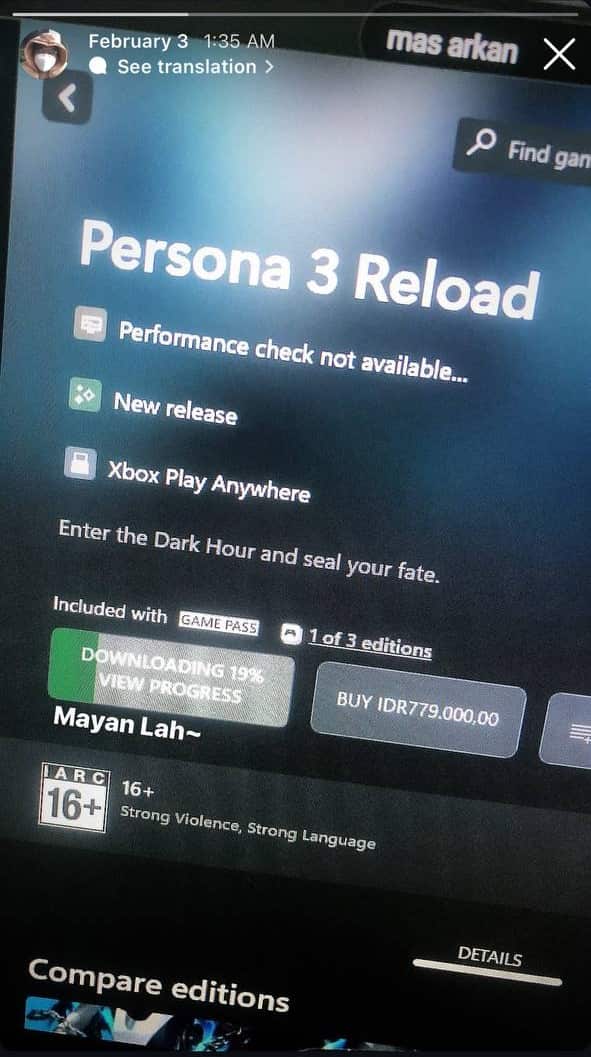 February 3 1:35 AM
See translation >
mas arkan
Find gam
Persona 3 Reload
Performance check not available...
New release
Xbox Play Anywhere
Enter the Dark Hour and seal your fate.
Included with GAME PASS 1 of 3 editions
DOWNLOADING 19%
VIEW PROGRESS
BUY IDR779.000,00
Mayan Lah~
IARC
16+
16+
Strong Violence, Strong Language
DETAILS
Compare editions